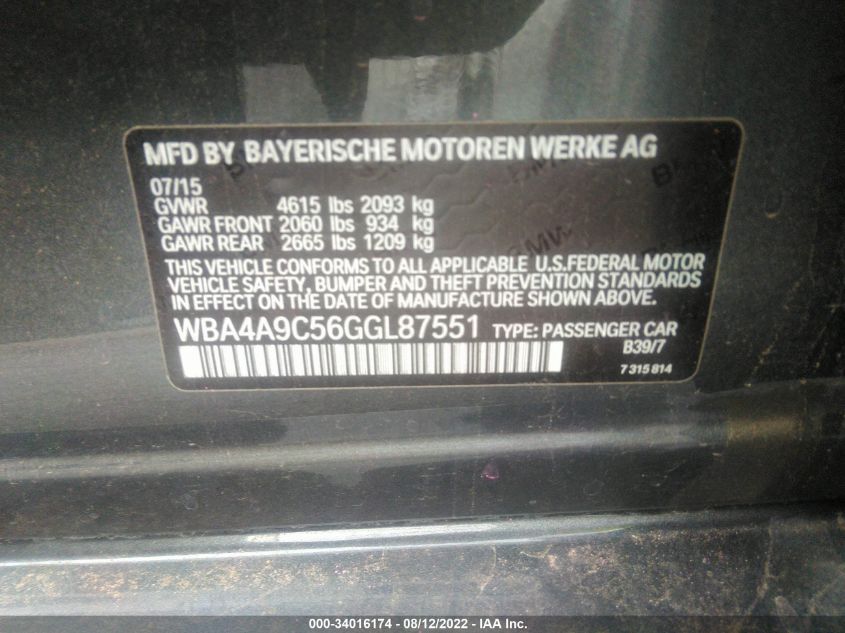 MFD BY BAYERISCHE MOTOREN WERKE AG
07/15
GVWR 4615 lbs 2093 kg
GAWR FRONT 2060 lbs 934 kg
GAWR REAR 2665 lbs 1209 kg
THIS VEHICLE CONFORMS TO ALL APPLICABLE U.S.FEDERAL MOTOR
VEHICLE SAFETY, BUMPER AND THEFT PREVENTION STANDARDS
IN EFFECT ON THE DATE OF MANUFACTURE SHOWN ABOVE.
WBA4A9C56GGL87551 TYPE: PASSENGER CAR
B39/7
7 315 814
000-34016174 - 08/12/2022 - IAA Inc.